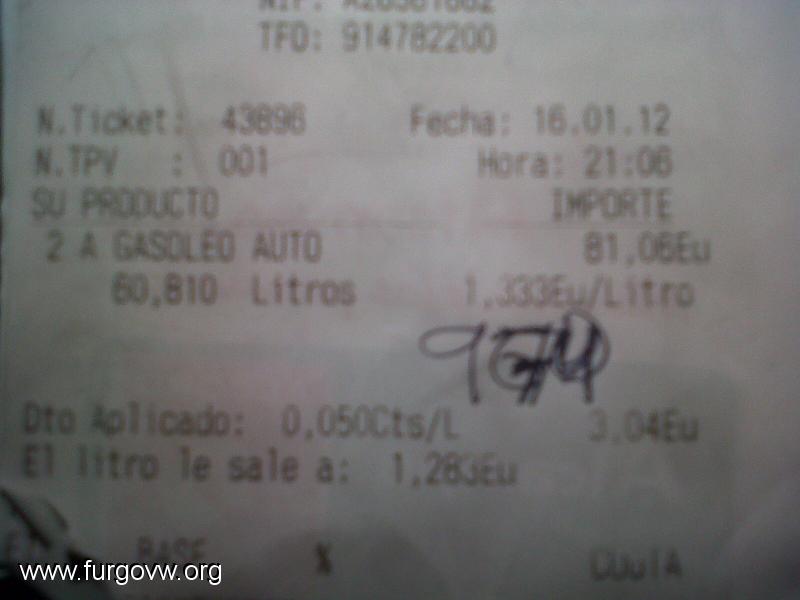 TFO: 914782200
N.Ticket: 43896 Fecha: 16.01.12
N.TPV : 001 Hora: 21:06
SU PRODUCTO IMPORTE
2 A GASOLEO AUTO 81,06Eu
60,810 Litros 1,333Eu/Litro
Dto Aplicado: 0,050Cts/L 3,04Eu
El litro le sale a: 1,283Eu
BASE % CUOTA
www.furgovw.org